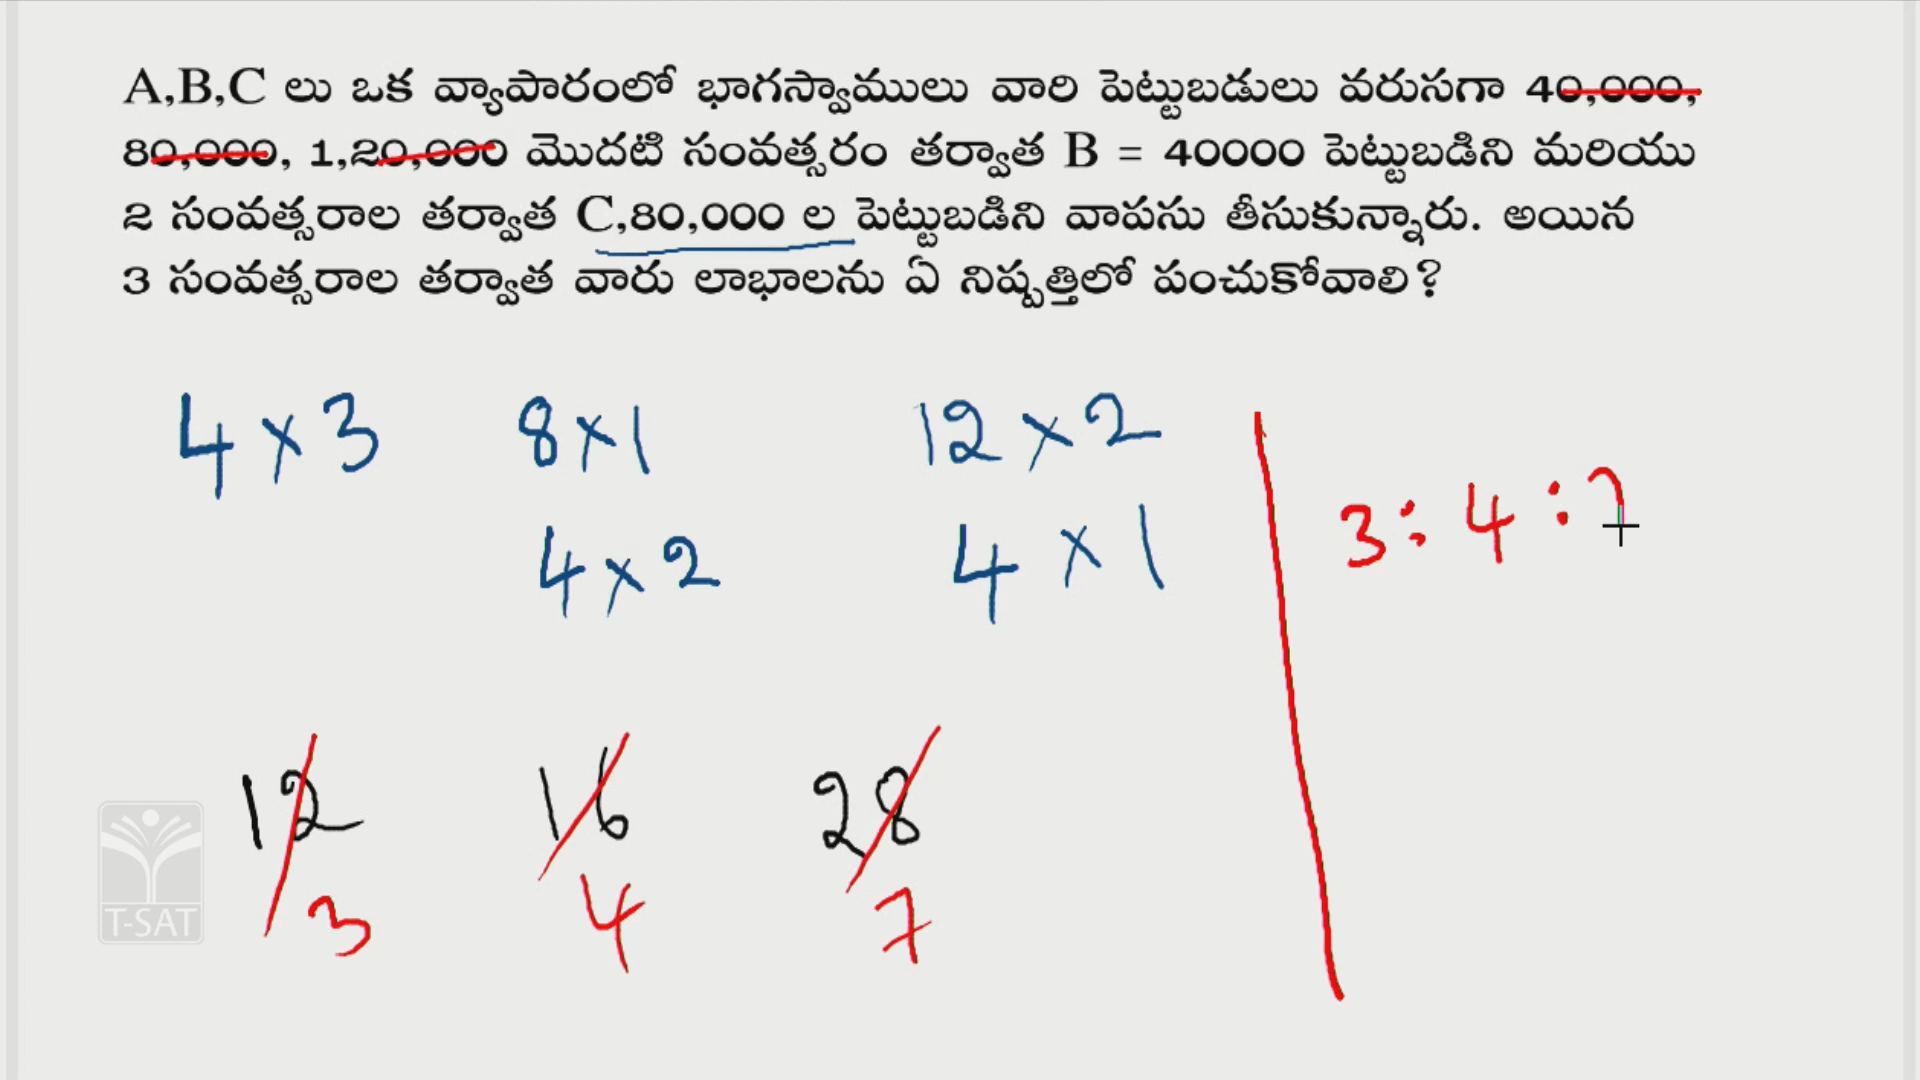 A,B,C లు ఒక వ్యాపారంలో భాగస్వాములు వారి పెట్టుబడులు వరుసగా 40,000,
80,000, 1,20,000 మొదటి సంవత్సరం తర్వాత B = 40000 పెట్టుబడిని మరియు
2 సంవత్సరాల తర్వాత C,80,000 ల పెట్టుబడిని వాపసు తీసుకున్నారు. అయిన
3 సంవత్సరాల తర్వాత వారు లాభాలను ఏ నిష్పత్తిలో పంచుకోవాలి?
4 × 3 8 × 1 12 × 2
3 : 4 : 7
4 × 2 4 × 1
12 16 28
3 4 7
T-SAT